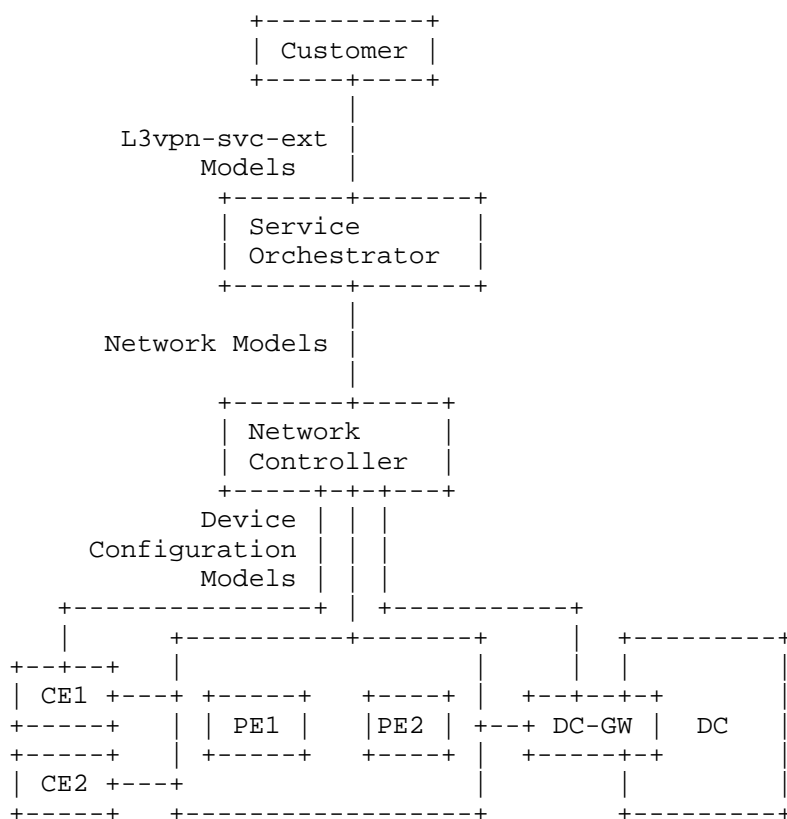 Customer
L3vpn-svc-ext
Models
Service
Orchestrator
Network Models
Network
Controller
Device
Configuration
Models
CE1
PE1
PE2
DC-GW
DC
CE2